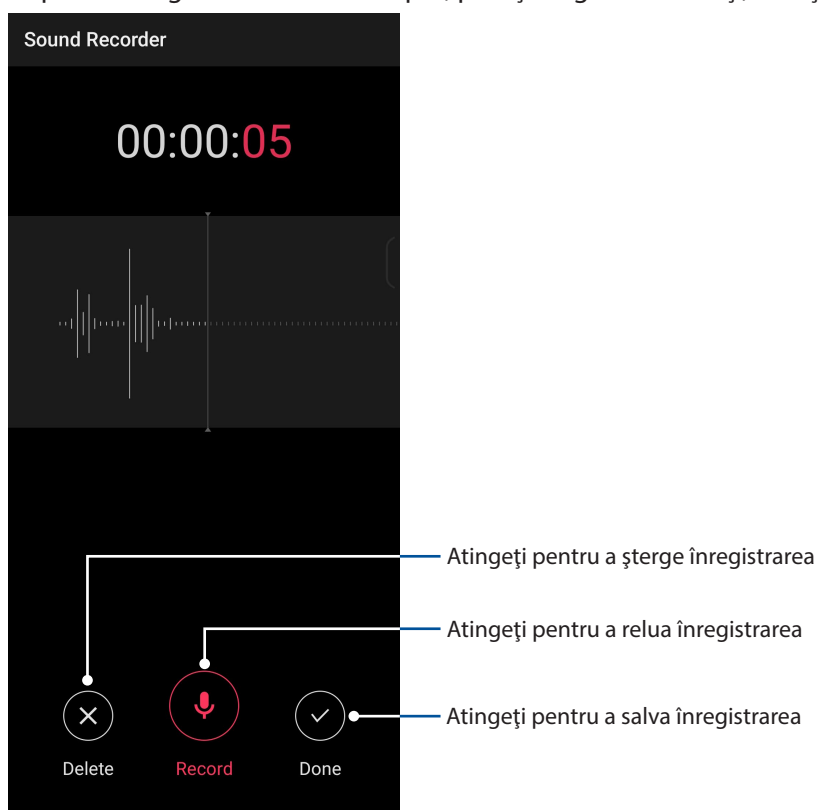 Sound Recorder
00:00:05
Atingeţi pentru a şterge înregistrarea
Atingeţi pentru a relua înregistrarea
Atingeţi pentru a salva înregistrarea
Delete Record Done